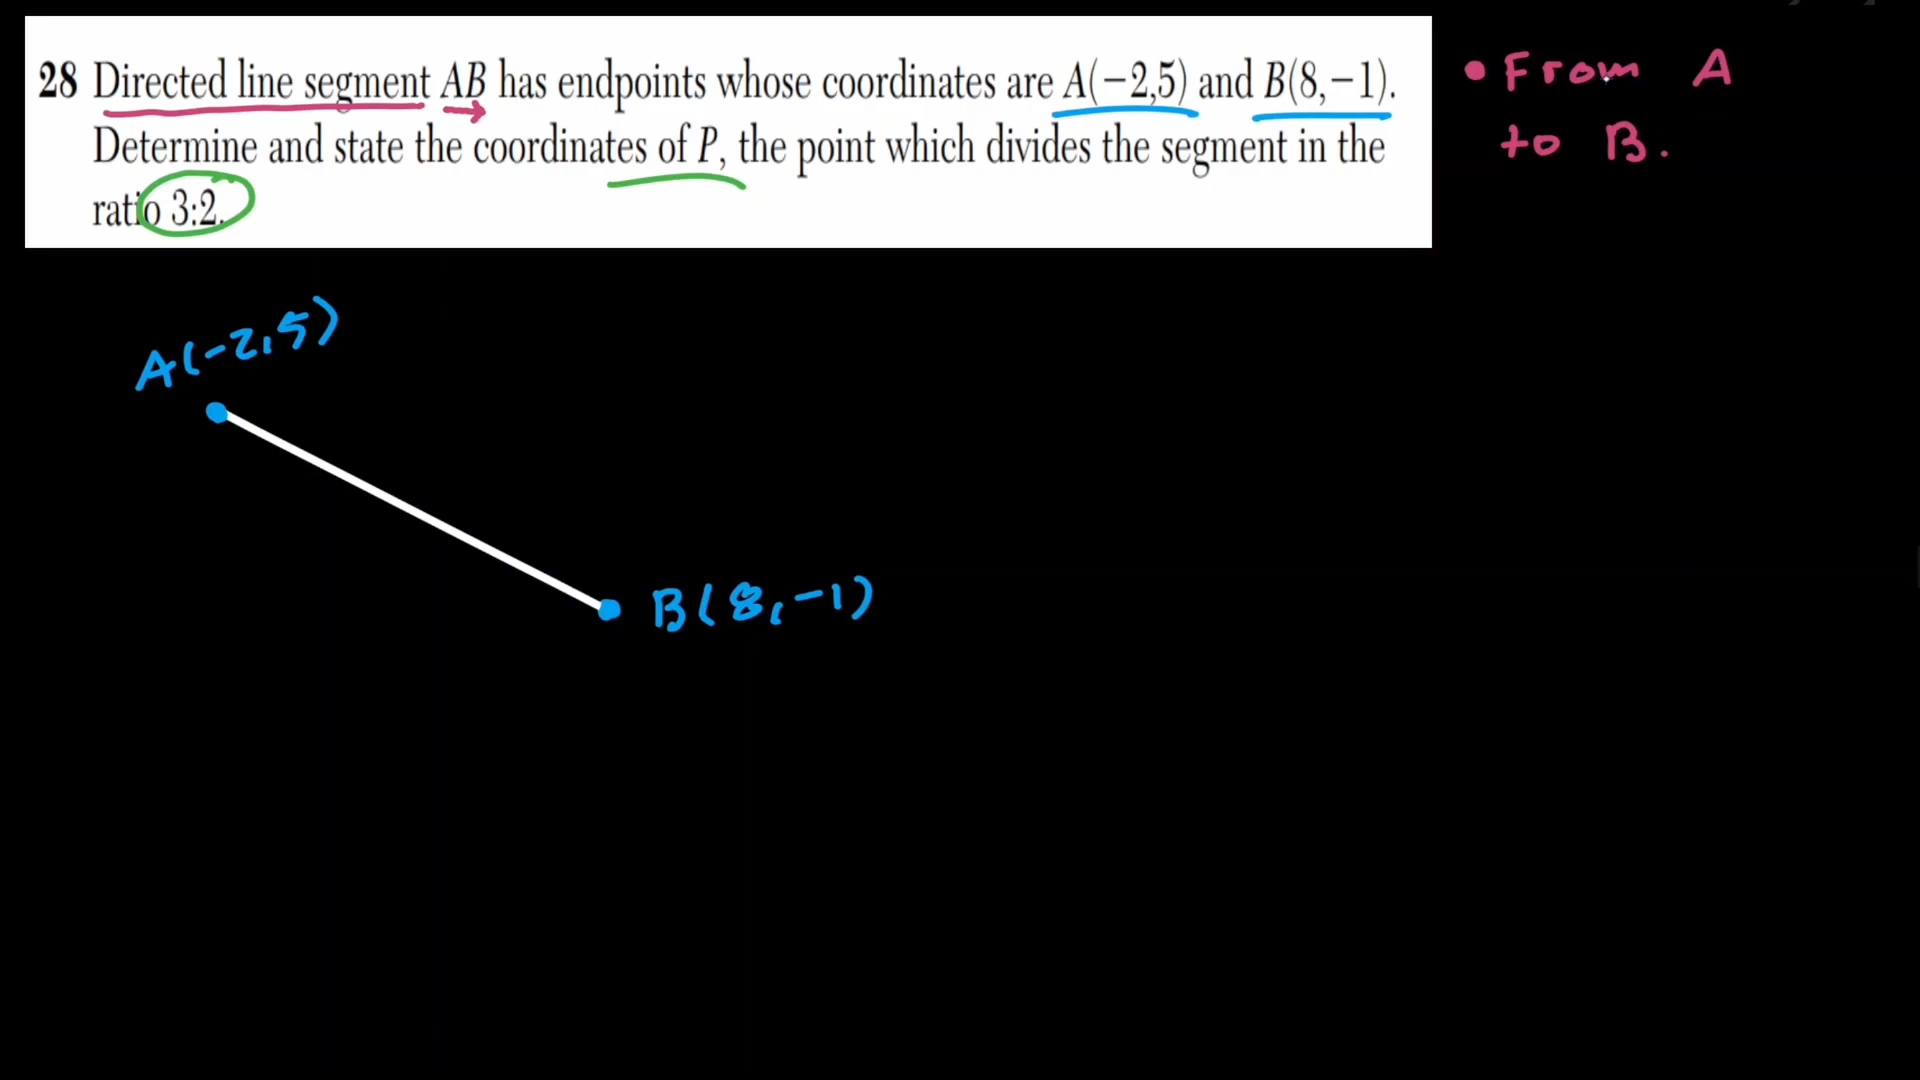 28 Directed line segment AB has endpoints whose coordinates are A(−2,5) and B(8,−1).
Determine and state the coordinates of P, the point which divides the segment in the
ratio 3:2.
• From A
to B.
A(-2,5)
B(8,-1)